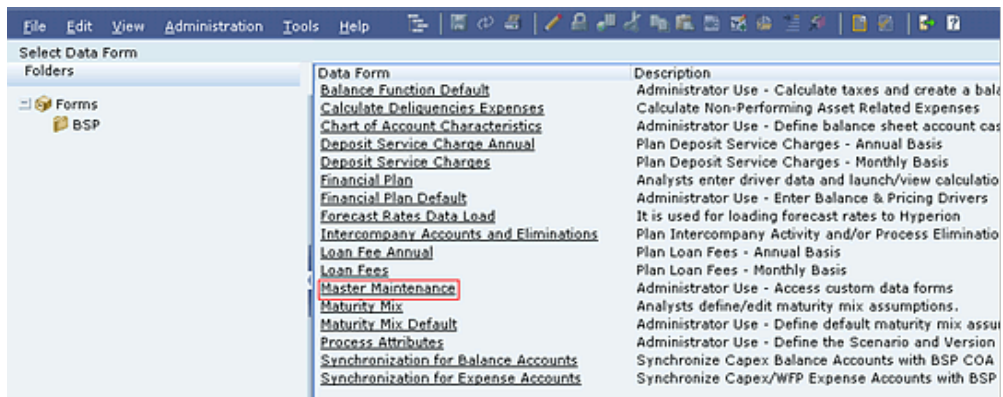 File Edit View Administration Tools Help
Select Data Form
Folders
Forms
BSP
Data Form Description
Balance Function Default Administrator Use - Calculate taxes and create a bala
Calculate Deliquencies Expenses Calculate Non-Performing Asset Related Expenses
Chart of Account Characteristics Administrator Use - Define balance sheet account cas
Deposit Service Charge Annual Plan Deposit Service Charges - Annual Basis
Deposit Service Charges Plan Deposit Service Charges - Monthly Basis
Financial Plan Analysts enter driver data and launch/view calculatio
Financial Plan Default Administrator Use - Enter Balance & Pricing Drivers
Forecast Rates Data Load It is used for loading forecast rates to Hyperion
Intercompany Accounts and Eliminations Plan Intercompany Activity and/or Process Eliminatio
Loan Fee Annual Plan Loan Fees - Annual Basis
Loan Fees Plan Loan Fees - Monthly Basis
Master Maintenance Administrator Use - Access custom data forms
Maturity Mix Analysts define/edit maturity mix assumptions.
Maturity Mix Default Administrator Use - Define default maturity mix assu
Process Attributes Administrator Use - Define the Scenario and Version
Synchronization for Balance Accounts Synchronize Capex Balance Accounts with BSP COA
Synchronization for Expense Accounts Synchronize Capex/WFP Expense Accounts with BSP